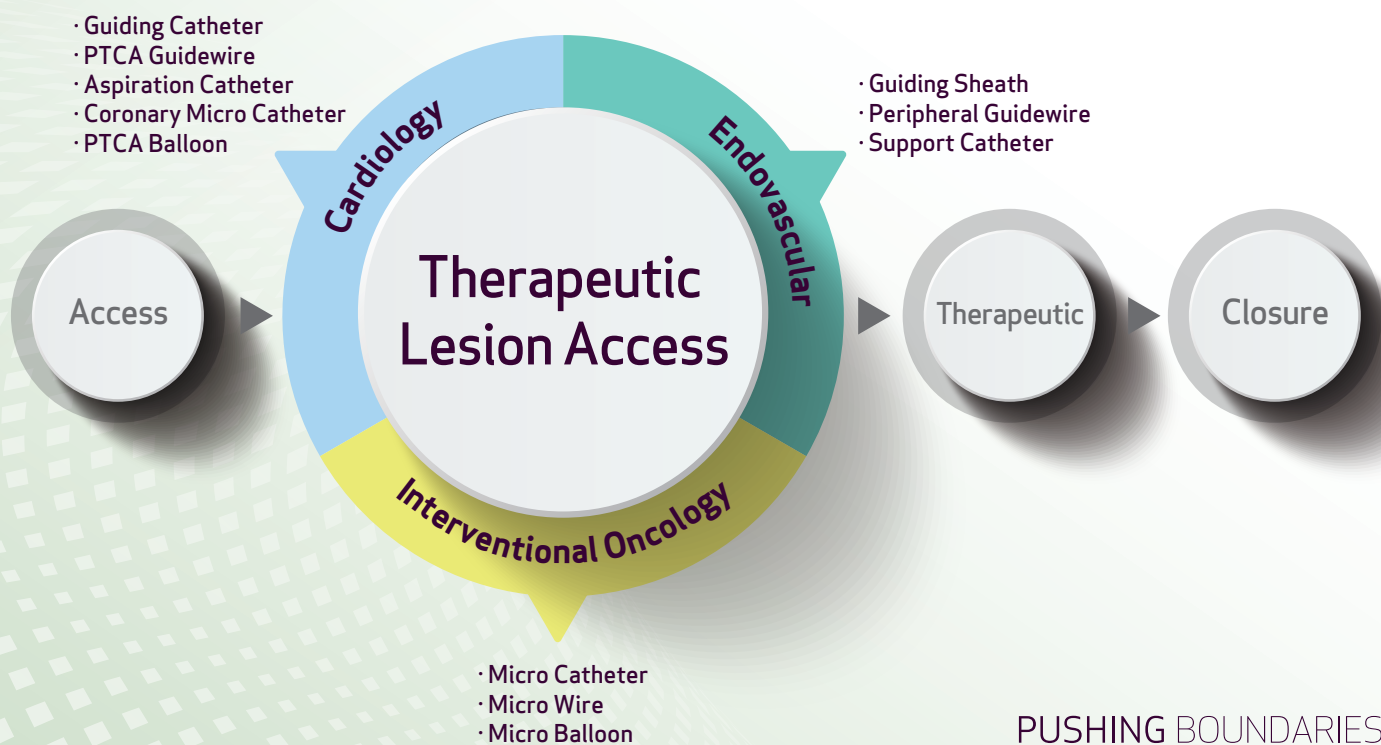 · Guiding Catheter
· PTCA Guidewire
· Aspiration Catheter
· Coronary Micro Catheter
· PTCA Balloon
· Guiding Sheath
· Peripheral Guidewire
· Support Catheter
Cardiology
Endovascular
Access
Therapeutic
Lesion Access
Therapeutic
Closure
Interventional Oncology
· Micro Catheter
· Micro Wire
· Micro Balloon
PUSHING BOUNDARIES